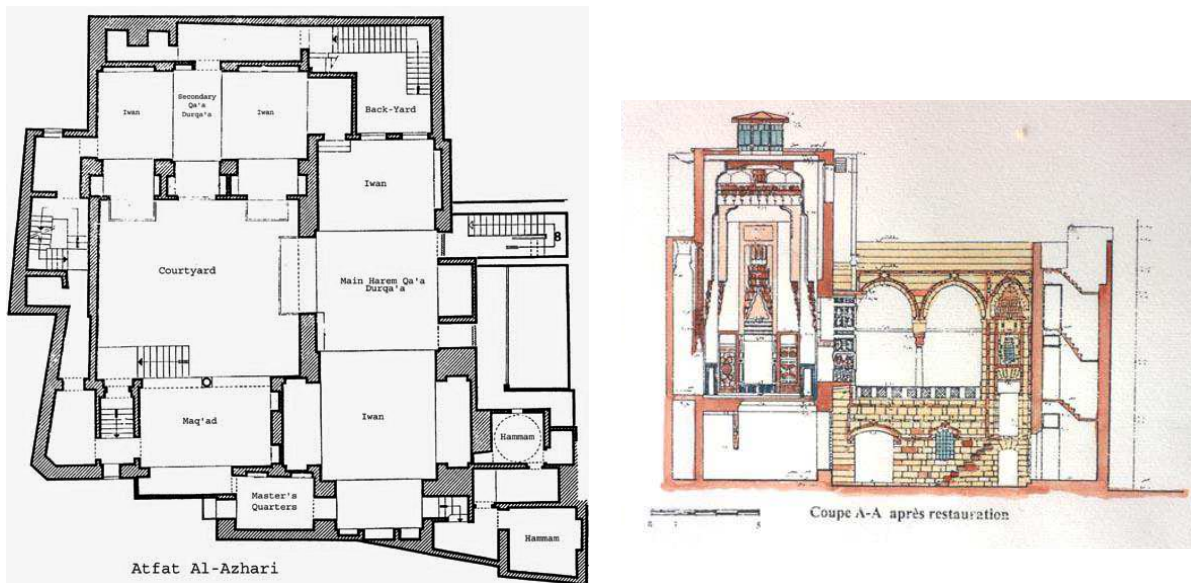 Iwan
Secondary
Qa'a
Durqa'a
Iwan
Back-Yard
Iwan
8
Courtyard
Main Harem Qa'a
Durqa'a
Maq'ad
Iwan
Hammam
Master's
Quarters
Hammam
Atfat Al-Azhari
5
Coupe A-A après restauration